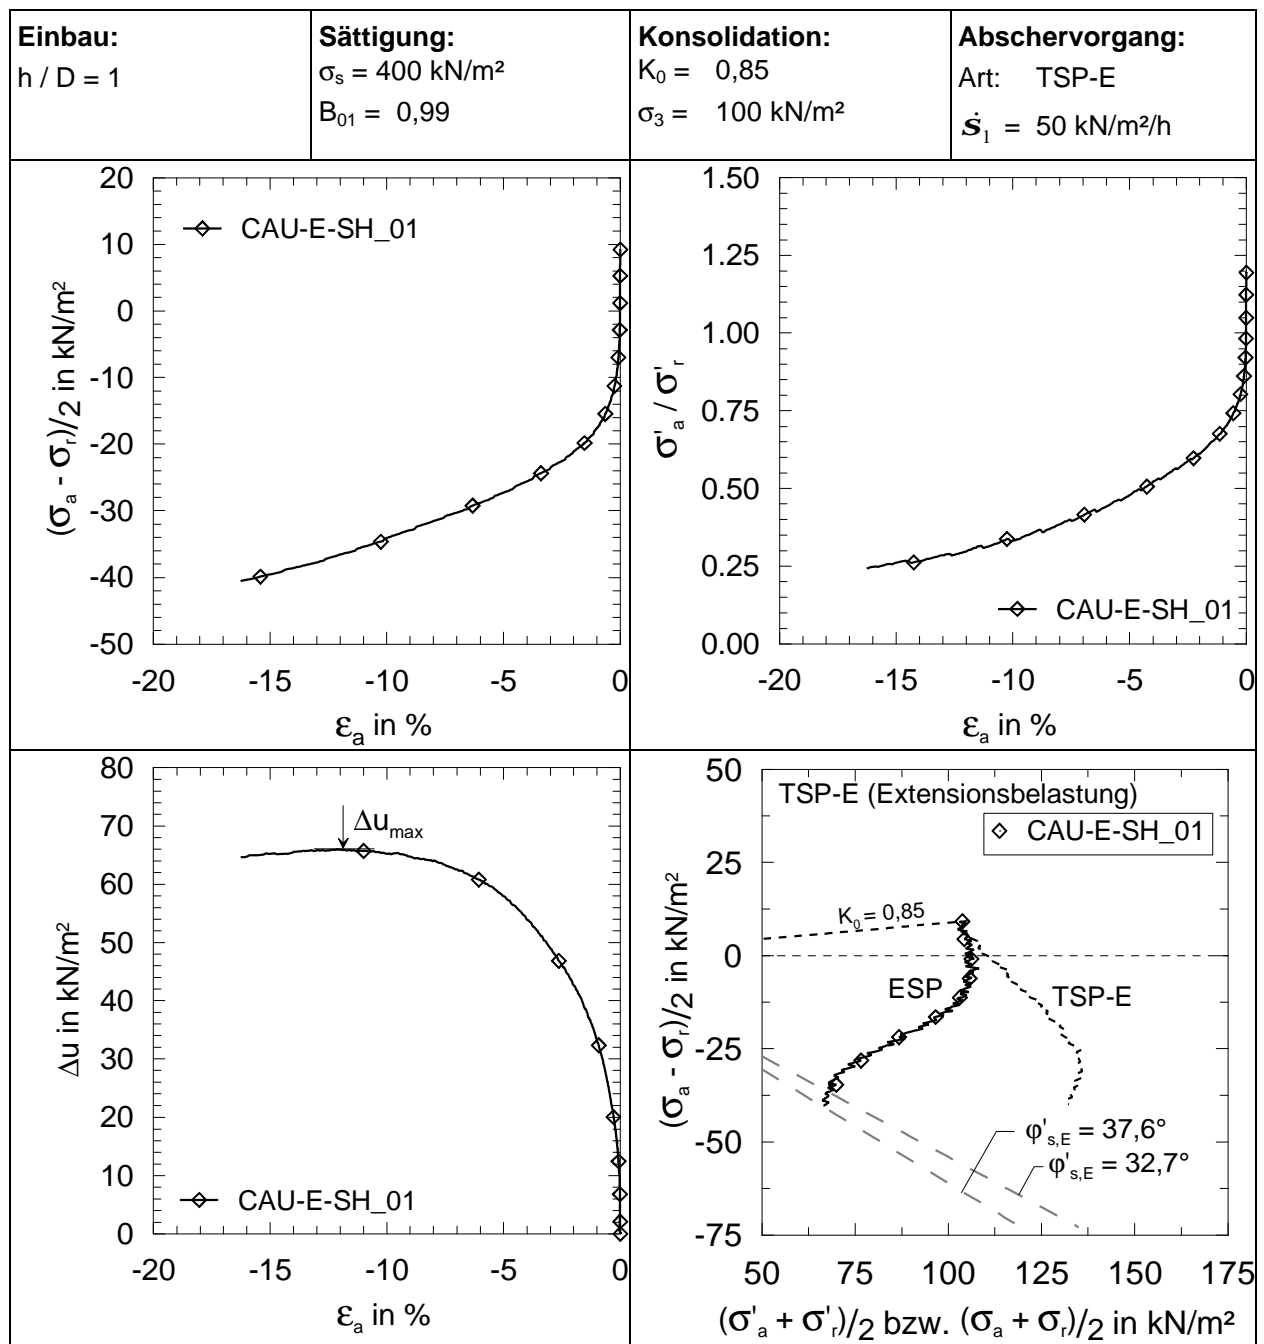 Einbau:
h / D = 1
Sättigung:
σs = 400 kN/m²
B01 = 0,99
Konsolidation:
K0 = 0,85
σ3 = 100 kN/m²
Abschervorgang:
Art: TSP-E
ṡ1 = 50 kN/m²/h
20
10
0
-10
-20
-30
-40
-50
(σa - σr)/2 in kN/m²
CAU-E-SH_01
-20 -15 -10 -5 0
εa in %
1.50
1.25
1.00
0.75
0.50
0.25
0.00
σ'a / σ'r
CAU-E-SH_01
-20 -15 -10 -5 0
εa in %
80
70
60
50
40
30
20
10
0
Δu in kN/m²
Δumax
CAU-E-SH_01
-20 -15 -10 -5 0
εa in %
50
25
0
-25
-50
-75
(σa - σr)/2 in kN/m²
TSP-E (Extensionsbelastung)
CAU-E-SH_01
K0 = 0,85
ESP
TSP-E
φ's,E = 37,6°
φ's,E = 32,7°
50 75 100 125 150 175
(σ'a + σ'r)/2 bzw. (σa + σr)/2 in kN/m²